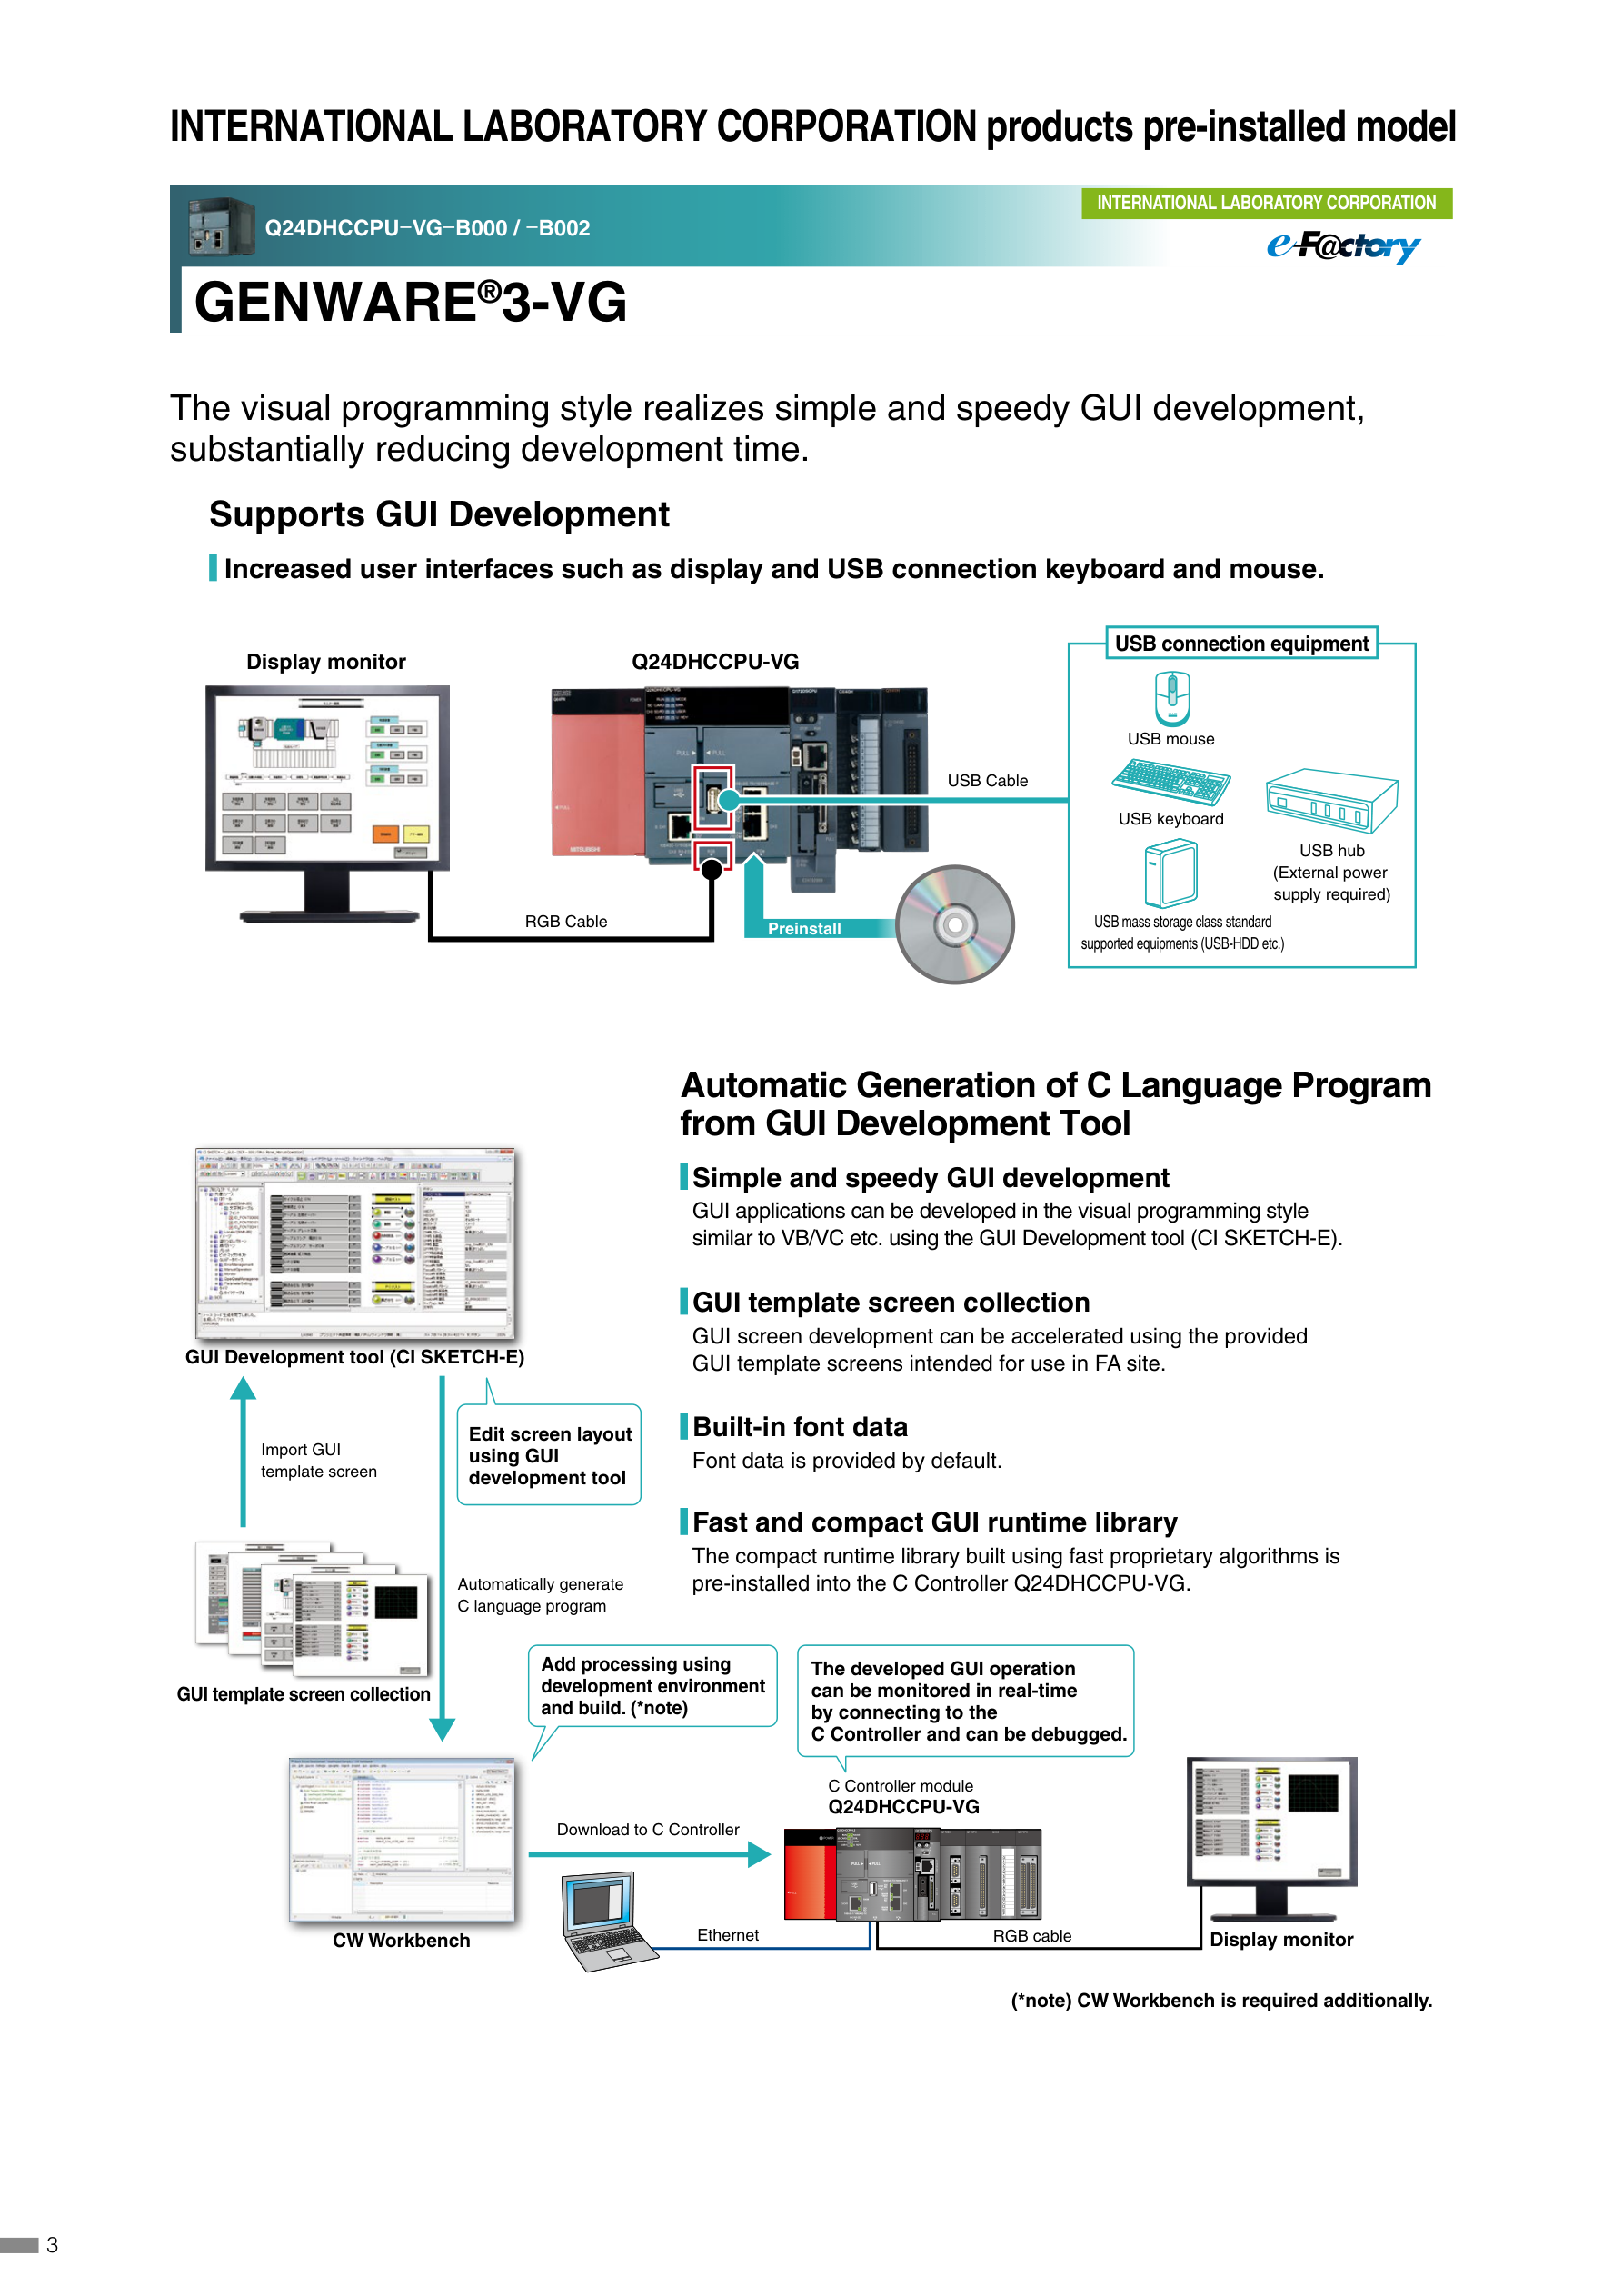 INTERNATIONAL LABORATORY CORPORATION products pre-installed model
Q24DHCCPU-VG-B000 / -B002
INTERNATIONAL LABORATORY CORPORATION
e-F@ctory
GENWARE®3-VG
The visual programming style realizes simple and speedy GUI development,
substantially reducing development time.
Supports GUI Development
Increased user interfaces such as display and USB connection keyboard and mouse.
Display monitor
Q24DHCCPU-VG
USB connection equipment
USB mouse
USB Cable
USB keyboard
USB hub
(External power
supply required)
USB mass storage class standard
supported equipments (USB-HDD etc.)
MITSUBISHI
RGB Cable
Preinstall
Automatic Generation of C Language Program
from GUI Development Tool
Simple and speedy GUI development
GUI applications can be developed in the visual programming style
similar to VB/VC etc. using the GUI Development tool (CI SKETCH-E).
GUI template screen collection
GUI screen development can be accelerated using the provided
GUI template screens intended for use in FA site.
Built-in font data
Font data is provided by default.
Fast and compact GUI runtime library
The compact runtime library built using fast proprietary algorithms is
pre-installed into the C Controller Q24DHCCPU-VG.
GUI Development tool (CI SKETCH-E)
Import GUI
template screen
Edit screen layout
using GUI
development tool
Automatically generate
C language program
GUI template screen collection
Add processing using
development environment
and build. (*note)
The developed GUI operation
can be monitored in real-time
by connecting to the
C Controller and can be debugged.
C Controller module
Q24DHCCPU-VG
Download to C Controller
CW Workbench
Ethernet
RGB cable
Display monitor
(*note) CW Workbench is required additionally.
3